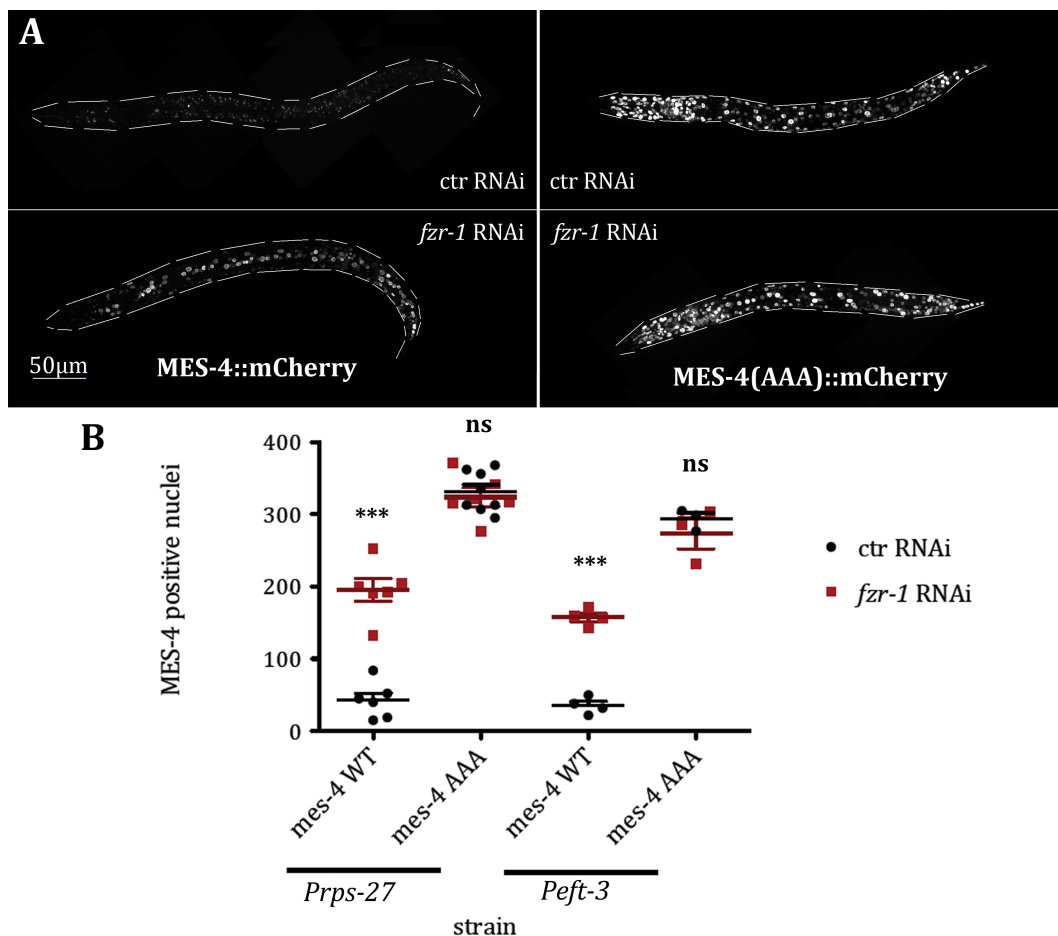 A
ctr RNAi
ctr RNAi
fzr-1 RNAi
fzr-1 RNAi
50µm
MES-4::mCherry
MES-4(AAA)::mCherry
B
MES-4 positive nuclei
400
300
200
100
0
***
ns
***
ns
ctr RNAi
fzr-1 RNAi
mes-4 WT
mes-4 AAA
mes-4 WT
mes-4 AAA
Prps-27
Peft-3
strain